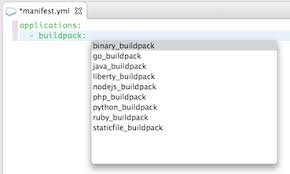 *manifest.yml
applications:
- buildpack:
binary_buildpack
go_buildpack
java_buildpack
liberty_buildpack
nodejs_buildpack
php_buildpack
python_buildpack
ruby_buildpack
staticfile_buildpack